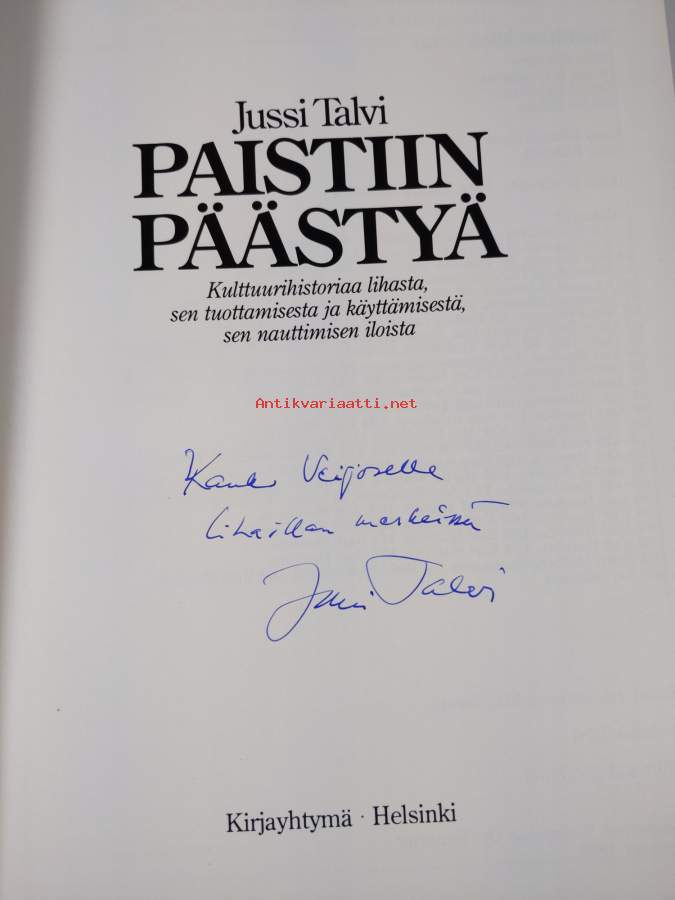 Jussi Talvi
PAISTIIN
PÄÄSTYÄ
Kulttuurihistoriaa lihasta,
sen tuottamisesta ja käyttämisestä,
sen nauttimisen iloista
Antikvariaatti.net
Veijoselle
lihaillan merkeissä
Jussi Talvi
Kirjayhtymä · Helsinki